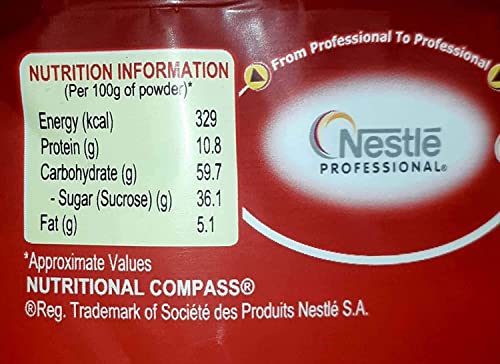 NUTRITION INFORMATION
(Per 100g of powder)*
Energy (kcal) 329
Protein (g) 10.8
Carbohydrate (g) 59.7
- Sugar (Sucrose) (g) 36.1
Fat (g) 5.1
*Approximate Values
NUTRITIONAL COMPASS®
®Reg. Trademark of Société des Produits Nestlé S.A.
From Professional To Professional
Nestlé
PROFESSIONAL®